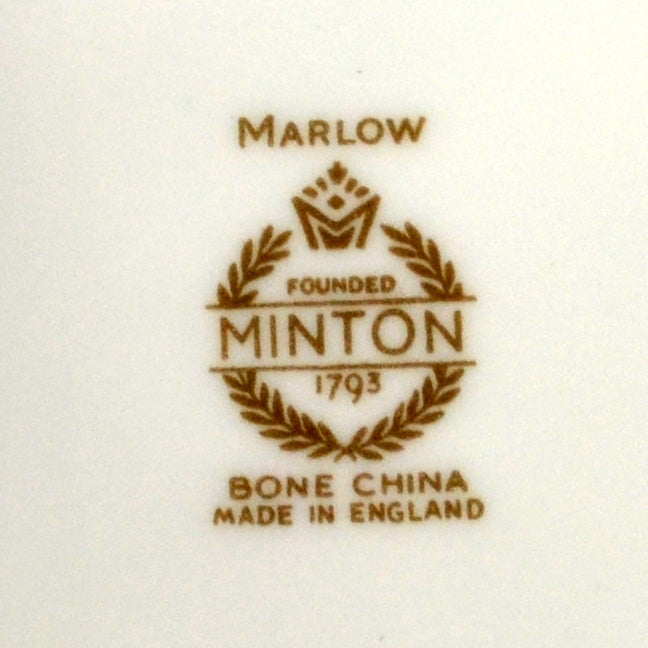 MARLOW
FOUNDED
MINTON
1793
BONE CHINA
MADE IN ENGLAND